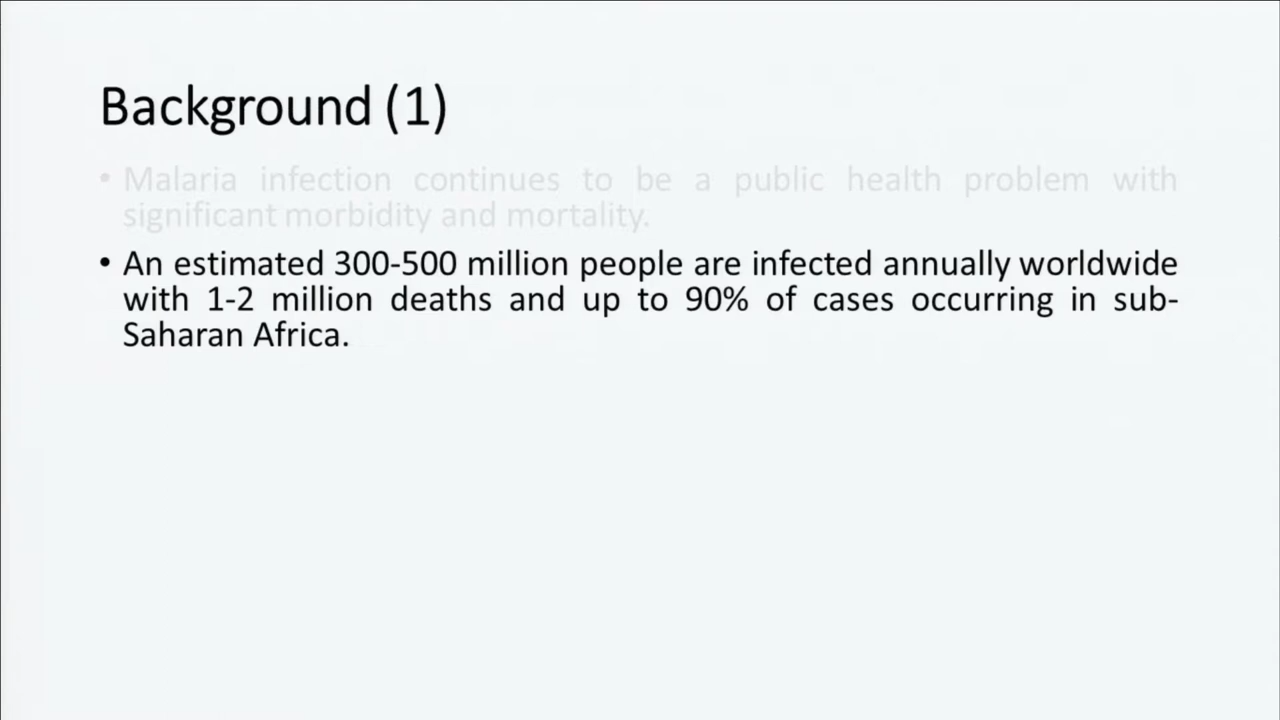 Background (1)
• Malaria infection continues to be a public health problem with
significant morbidity and mortality.
• An estimated 300-500 million people are infected annually worldwide
with 1-2 million deaths and up to 90% of cases occurring in sub-
Saharan Africa.